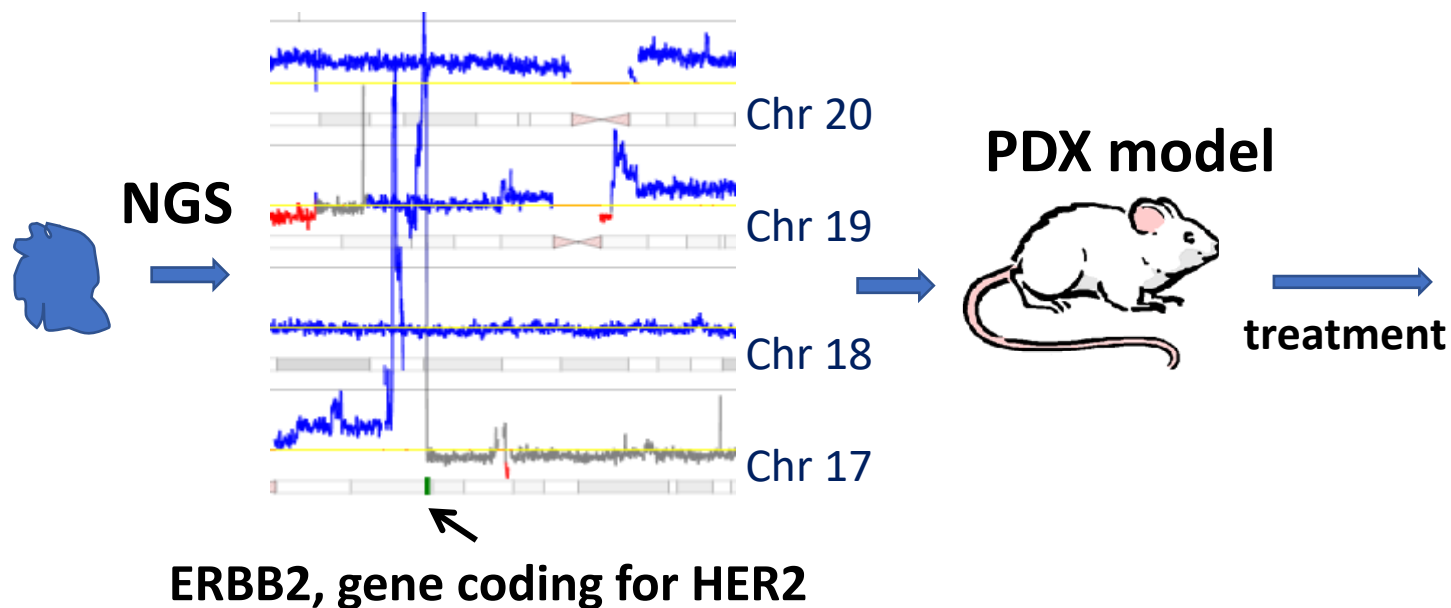 NGS
Chr 20
Chr 19
Chr 18
Chr 17
ERBB2, gene coding for HER2
PDX model
treatment